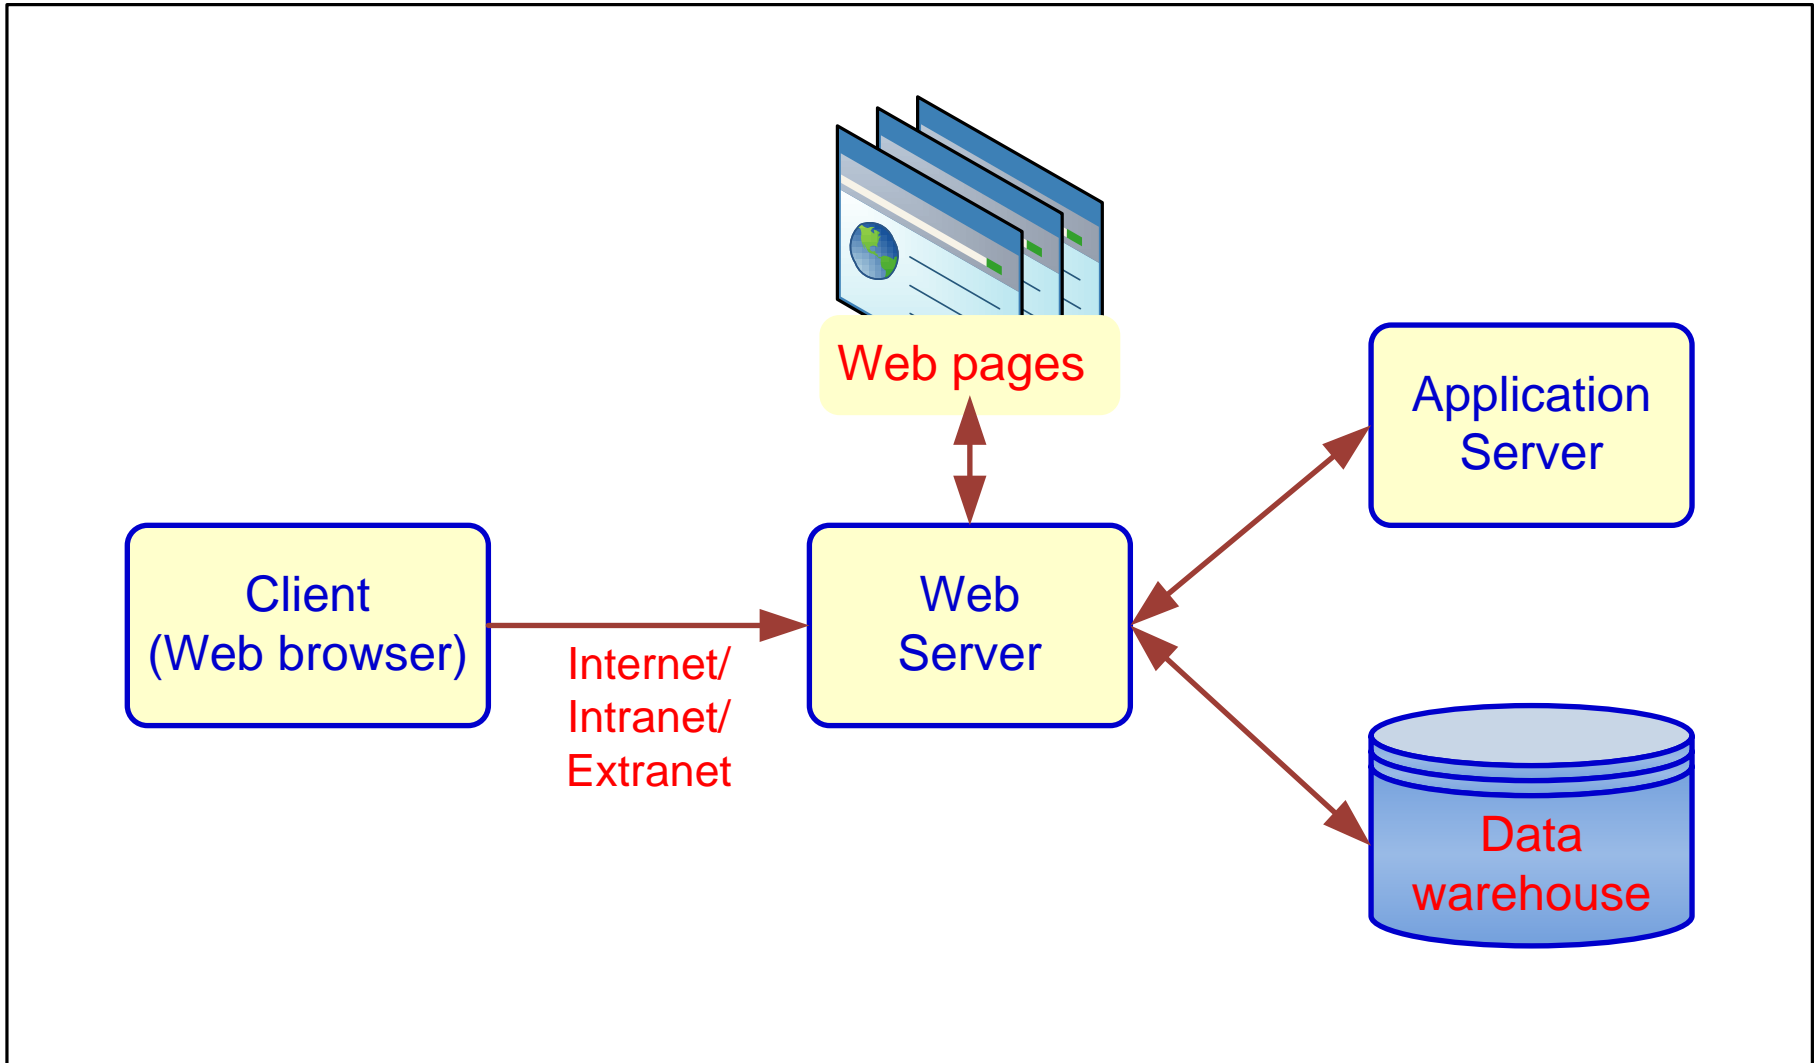 Web pages
Application
Server
Client
(Web browser)
Web
Server
Internet/
Intranet/
Extranet
Data
warehouse